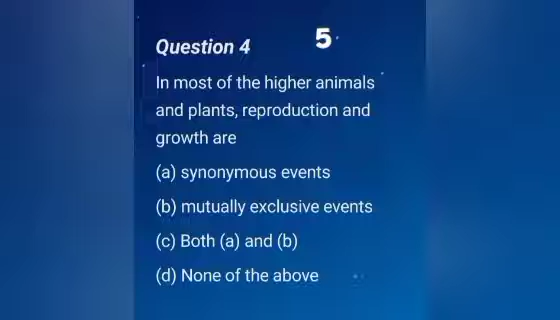 Question 4
5
In most of the higher animals
and plants, reproduction and
growth are
(a) synonymous events
(b) mutually exclusive events
(c) Both (a) and (b)
(d) None of the above